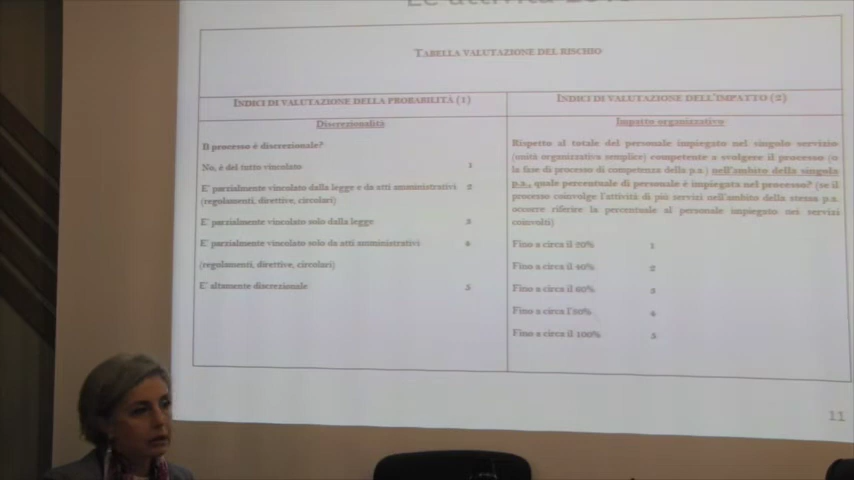 TABELLA VALUTAZIONE DEL RISCHIO
INDICI DI VALUTAZIONE DELLA PROBABILITÀ (1)
Discrezionalità
Il processo è discrezionale?
No, è del tutto vincolato 1
E' parzialmente vincolato dalla legge e da atti amministrativi 2
(regolamenti, direttive, circolari)
E' parzialmente vincolato solo dalla legge 3
E' parzialmente vincolato solo da atti amministrativi 4
(regolamenti, direttive, circolari)
E' altamente discrezionale 5
INDICI DI VALUTAZIONE DELL'IMPATTO (2)
Impatto organizzativo
Rispetto al totale del personale impiegato nel singolo servizio
(unità organizzativa semplice) competente a svolgere il processo (o
la fase di processo di competenza della p.a.) nell'ambito della singola
p.a., quale percentuale di personale è impiegata nel processo? (se il
processo coinvolge l'attività di più servizi nell'ambito della stessa p.a.
occorre riferire la percentuale al personale impiegato nei servizi
coinvolti)
Fino a circa il 20% 1
Fino a circa il 40% 2
Fino a circa il 60% 3
Fino a circa l'80% 4
Fino a circa il 100% 5
11